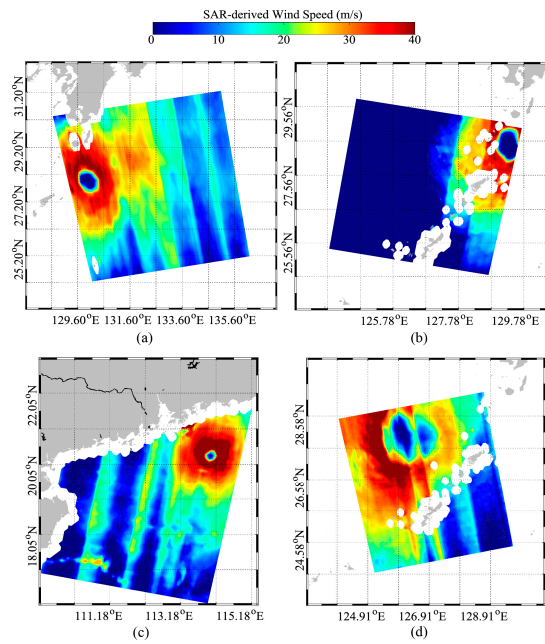 SAR-derived Wind Speed (m/s)
0 10 20 30 40
31.20°N
29.20°N
27.20°N
25.20°N
129.60°E 131.60°E 133.60°E 135.60°E
(a)
29.56°N
27.56°N
25.56°N
125.78°E 127.78°E 129.78°E
(b)
22.05°N
20.05°N
18.05°N
111.18°E 113.18°E 115.18°E
(c)
28.58°N
26.58°N
24.58°N
124.91°E 126.91°E 128.91°E
(d)